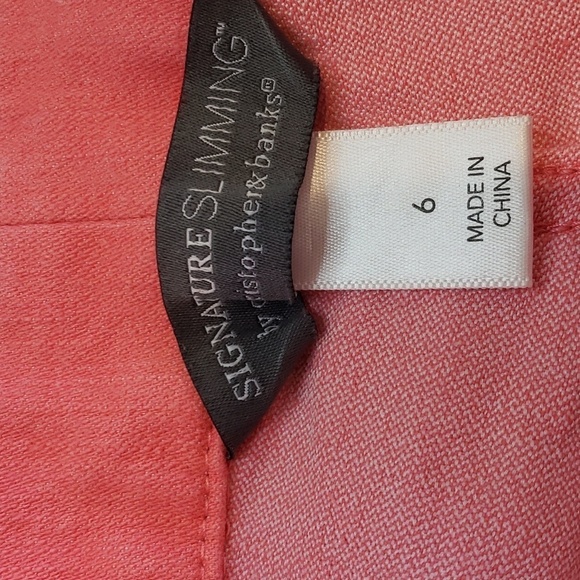 SIGNATURE SLIMMING™
by christopher&banks®
6
MADE IN
CHINA